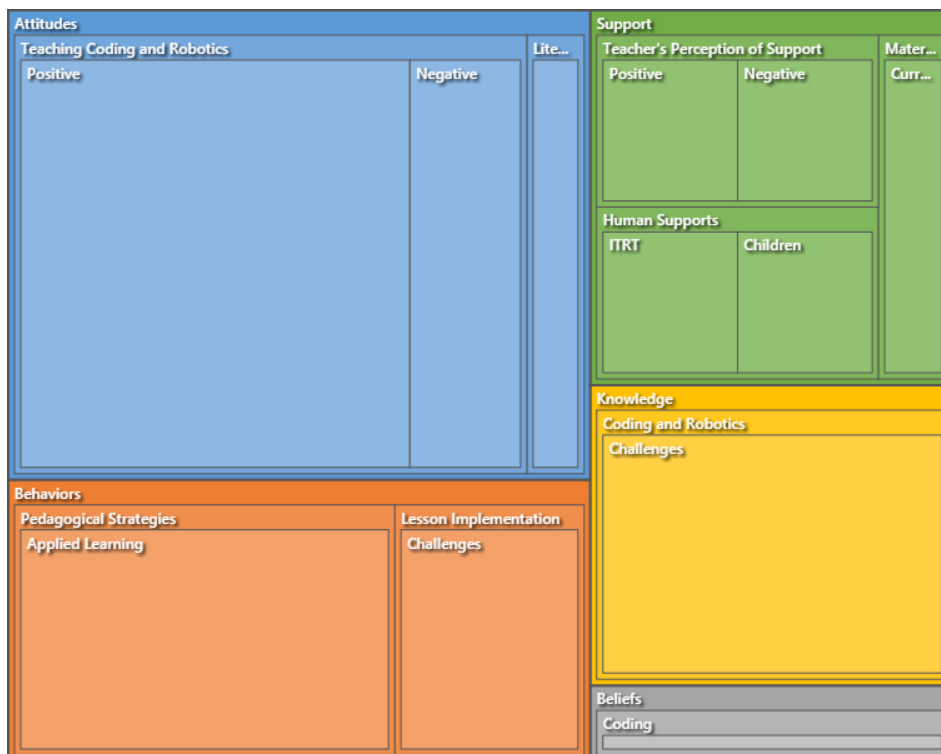 Attitudes
Teaching Coding and Robotics
Lite...
Positive
Negative
Support
Teacher's Perception of Support
Mater...
Positive
Negative
Curr...
Human Supports
ITRT
Children
Knowledge
Coding and Robotics
Challenges
Behaviors
Pedagogical Strategies
Lesson Implementation
Applied Learning
Challenges
Beliefs
Coding